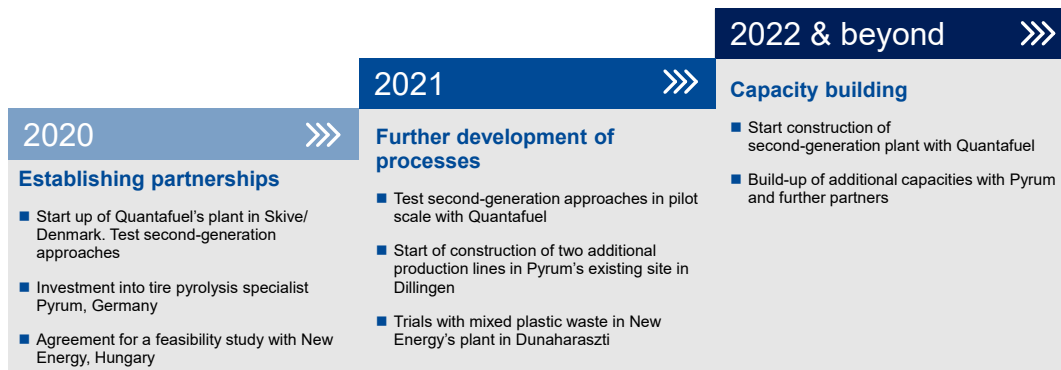 2020
Establishing partnerships
Start up of Quantafuel's plant in Skive/
Denmark. Test second-generation
approaches
Investment into tire pyrolysis specialist
Pyrum, Germany
Agreement for a feasibility study with New
Energy, Hungary
2021
Further development of
processes
Test second-generation approaches in pilot
scale with Quantafuel
Start of construction of two additional
production lines in Pyrum's existing site in
Dillingen
Trials with mixed plastic waste in New
Energy's plant in Dunaharaszti
2022 & beyond
Capacity building
Start construction of
second-generation plant with Quantafuel
Build-up of additional capacities with Pyrum
and further partners